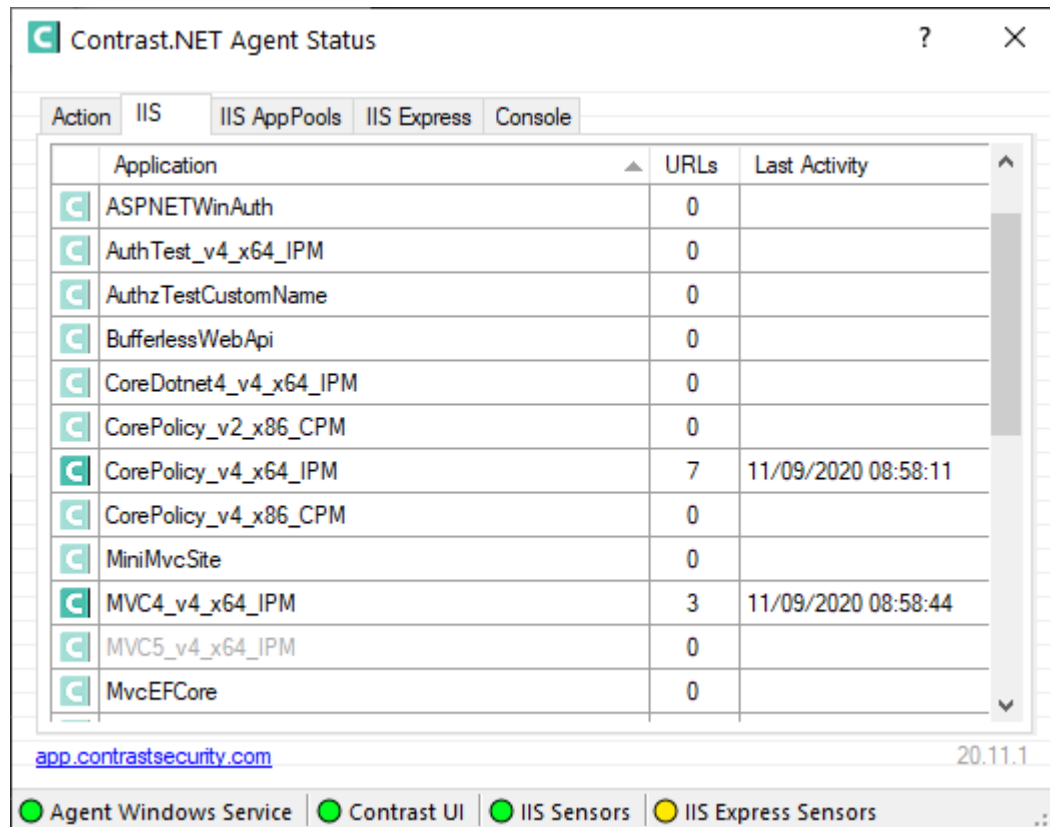 Contrast.NET Agent Status ?
Action IIS IIS AppPools IIS Express Console
Application URLs Last Activity
ASPNETWinAuth 0
AuthTest_v4_x64_IPM 0
AuthzTestCustomName 0
BufferlessWebApi 0
CoreDotnet4_v4_x64_IPM 0
CorePolicy_v2_x86_CPM 0
CorePolicy_v4_x64_IPM 7 11/09/2020 08:58:11
CorePolicy_v4_x86_CPM 0
MiniMvcSite 0
MVC4_v4_x64_IPM 3 11/09/2020 08:58:44
MVC5_v4_x64_IPM 0
MvcEFCore 0
app.contrastsecurity.com 20.11.1
Agent Windows Service Contrast UI IIS Sensors IIS Express Sensors